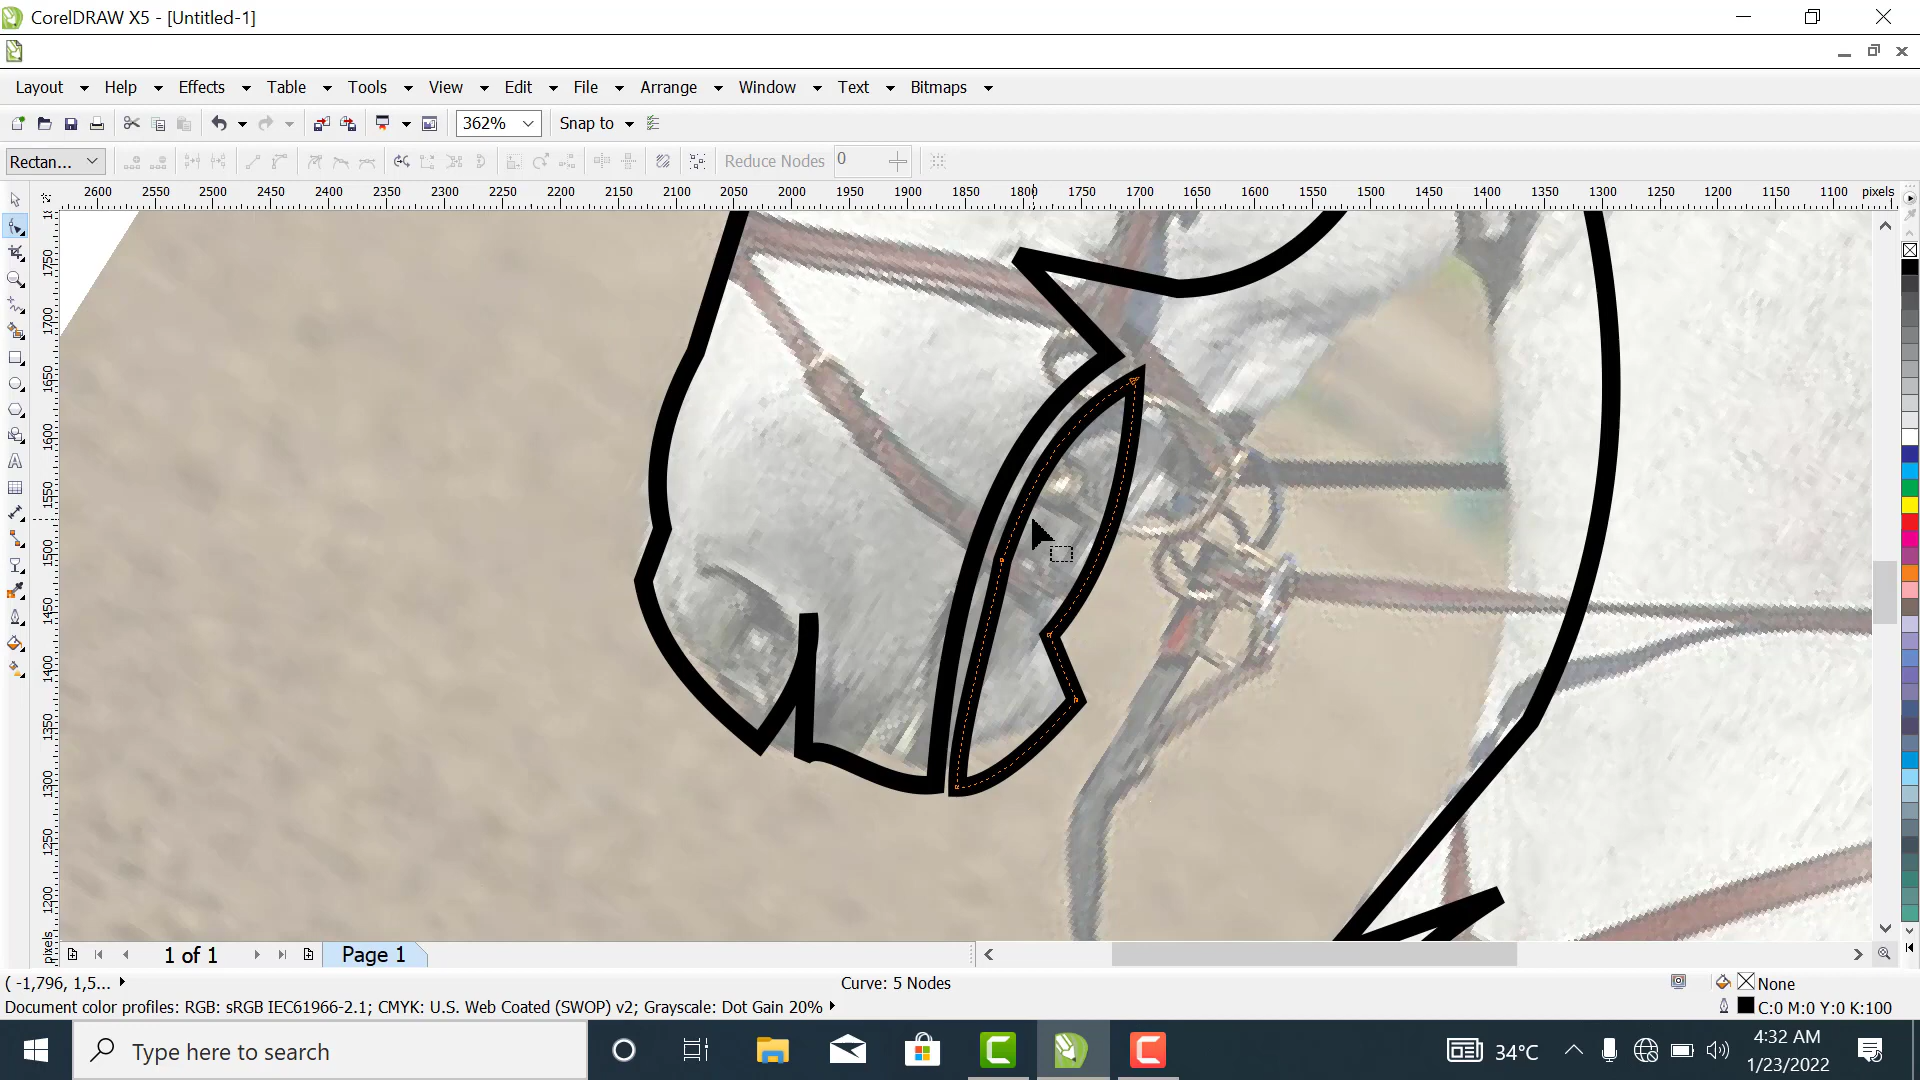 CorelDRAW X5 - [Untitled-1]
Layout Help Effects Table Tools View Edit File Arrange Window Text Bitmaps
362% Snap to
Rectan... Reduce Nodes 0
2600 2550 2500 2450 2400 2350 2300 2250 2200 2150 2100 2050 2000 1950 1900 1850 1800 1750 1700 1650 1600 1550 1500 1450 1400 1350 1300 1250 1200 1150 1100 pixels
1750
1700
1650
1600
1550
1500
1450
1400
1350
1300
1250
1200
pixels
1 of 1 Page 1
( -1,796, 1,5... Curve: 5 Nodes None
Document color profiles: RGB: sRGB IEC61966-2.1; CMYK: U.S. Web Coated (SWOP) v2; Grayscale: Dot Gain 20% C:0 M:0 Y:0 K:100
Type here to search 34°C 4:32 AM
1/23/2022